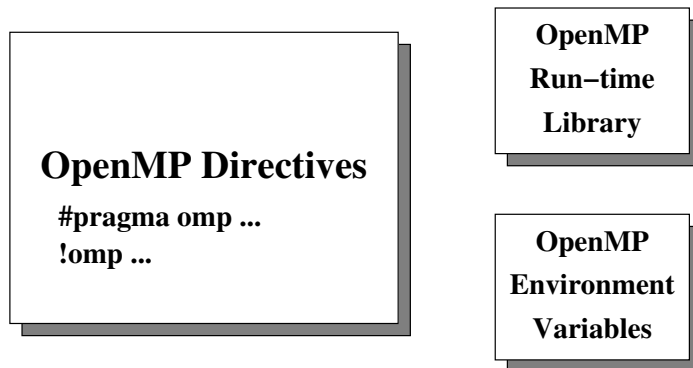 OpenMP Directives
#pragma omp ...
!omp ...
OpenMP
Run−time
Library
OpenMP
Environment
Variables